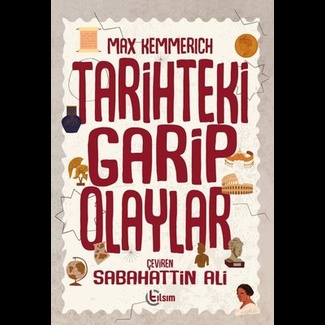 MAX KEMMERICH
TARİHTEKİ
GARİP
OLAYLAR
ÇEVİREN
SABAHATTİN ALİ
tılsım